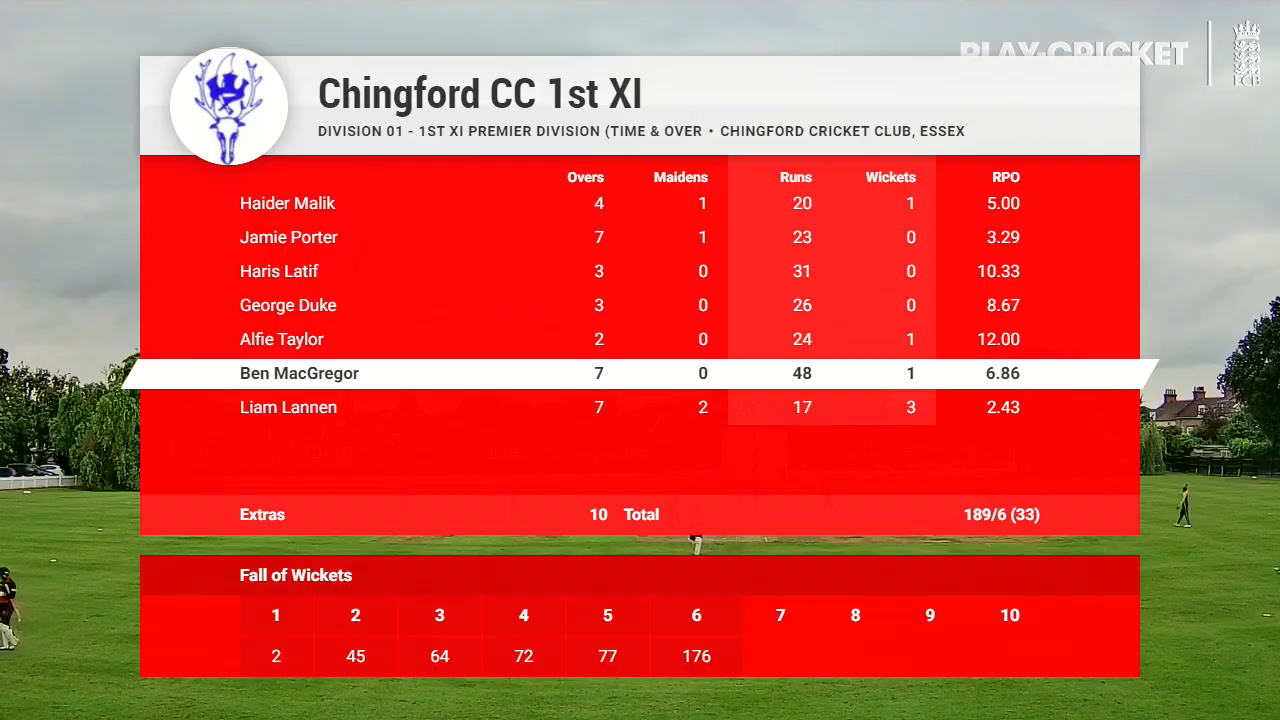 PLAY-CRICKET
Chingford CC 1st XI
DIVISION 01 - 1ST XI PREMIER DIVISION (TIME & OVER • CHINGFORD CRICKET CLUB, ESSEX
Overs Maidens Runs Wickets RPO
Haider Malik 4 1 20 1 5.00
Jamie Porter 7 1 23 0 3.29
Haris Latif 3 0 31 0 10.33
George Duke 3 0 26 0 8.67
Alfie Taylor 2 0 24 1 12.00
Ben MacGregor 7 0 48 1 6.86
Liam Lannen 7 2 17 3 2.43
Extras 10 Total 189/6 (33)
Fall of Wickets
1 2 3 4 5 6 7 8 9 10
2 45 64 72 77 176